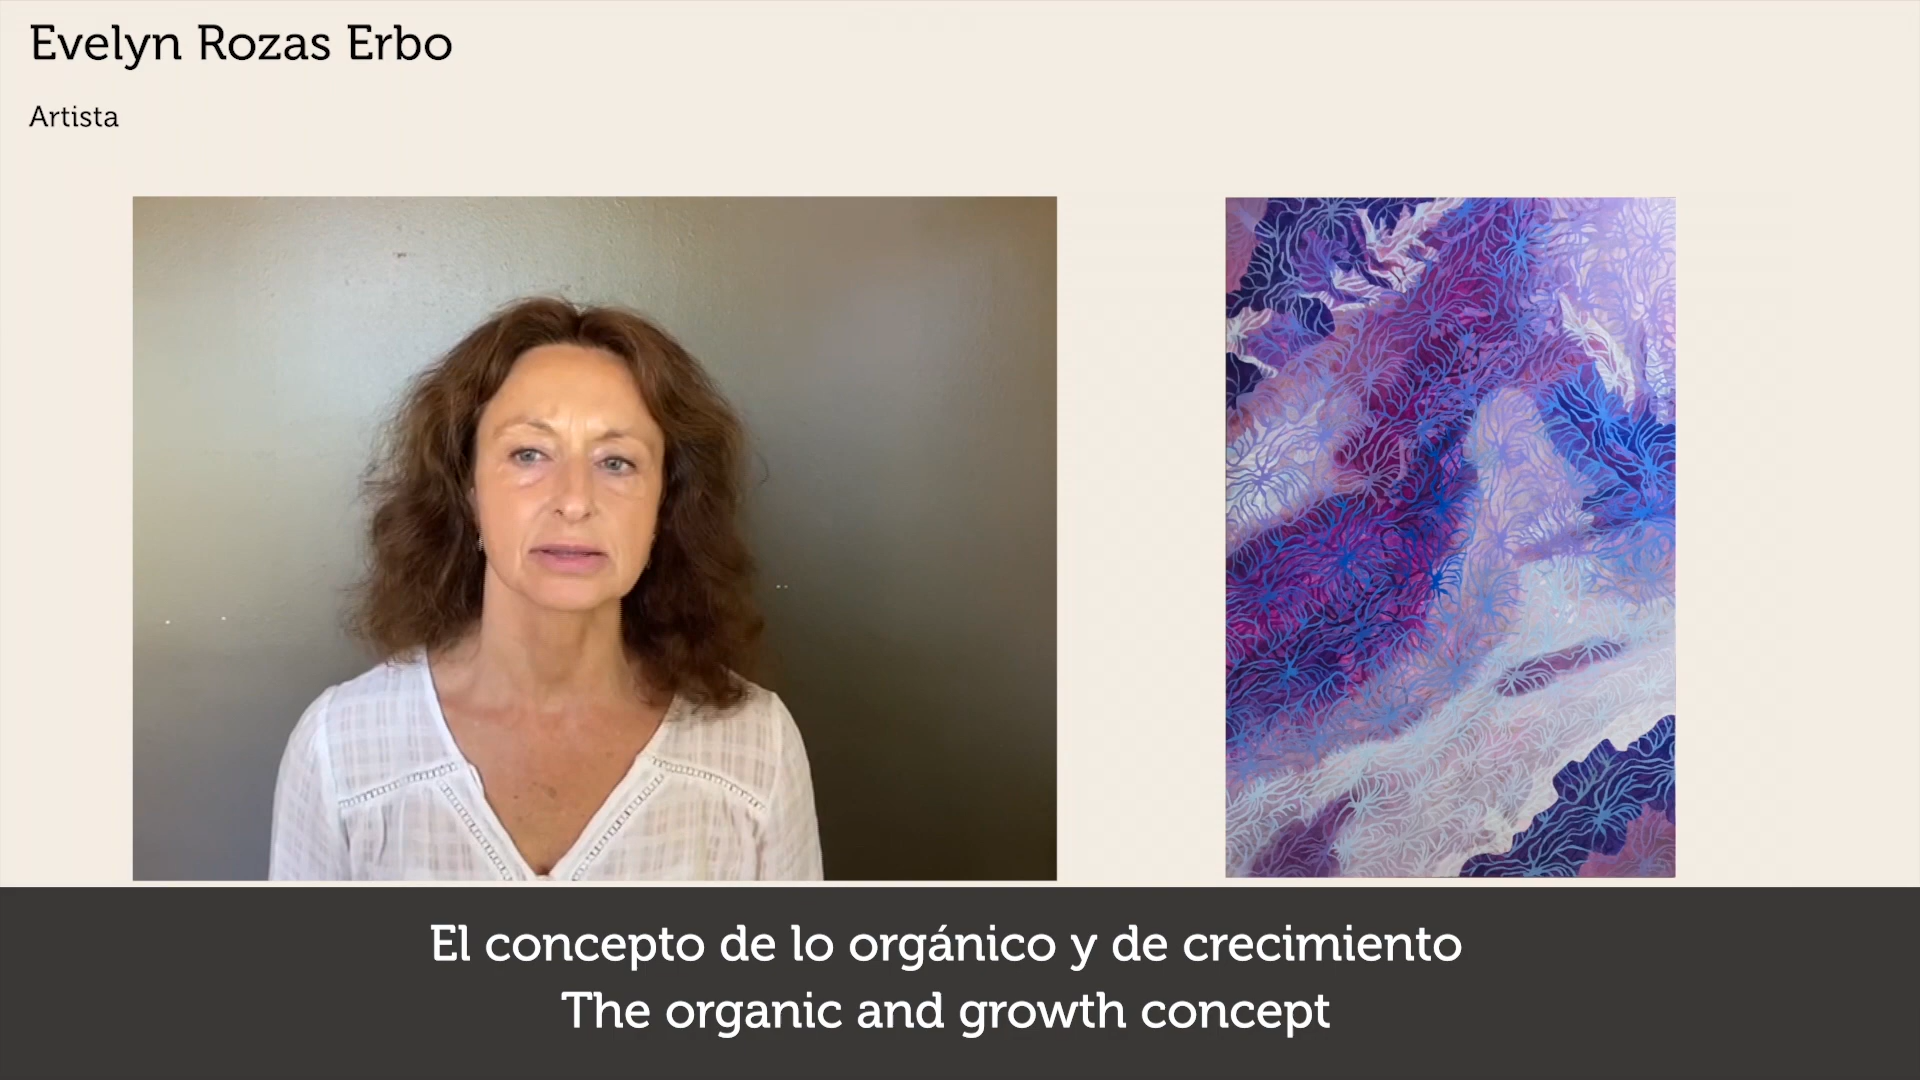 Evelyn Rozas Erbo
Artista
El concepto de lo orgánico y de crecimiento
The organic and growth concept